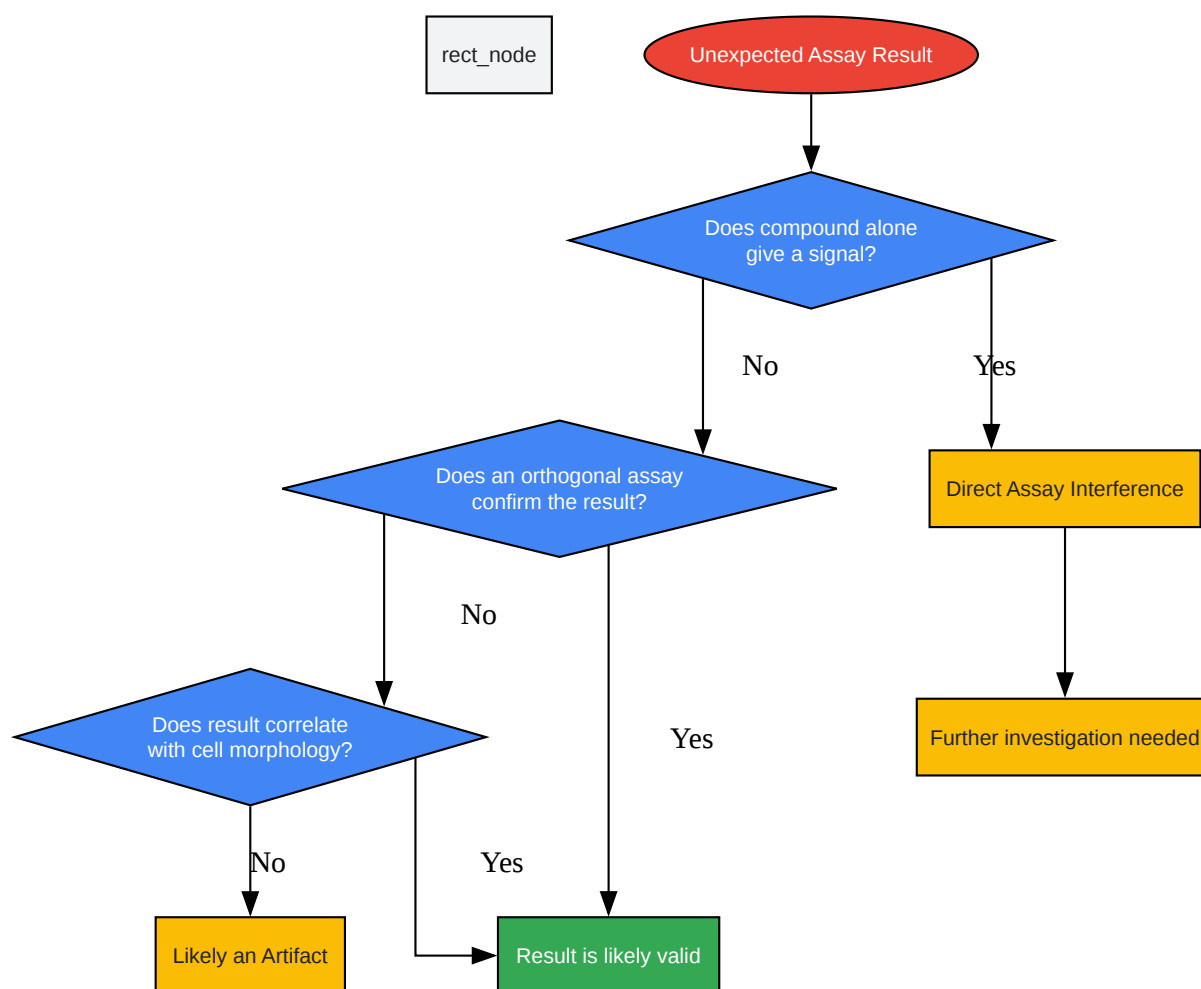 rect_node
Unexpected Assay Result
Does compound alone
give a signal?
No
Yes
Does an orthogonal assay
confirm the result?
Direct Assay Interference
No
Yes
Does result correlate
with cell morphology?
Further investigation needed
No
Yes
Likely an Artifact
Result is likely valid